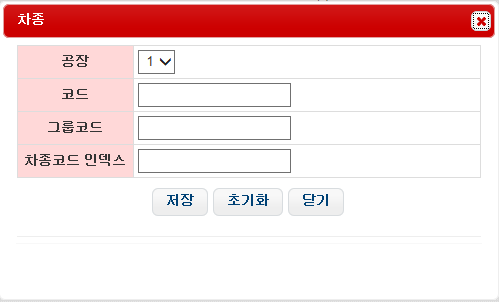 차종
공장 1
코드
그룹코드
차종코드 인덱스
저장 초기화 닫기